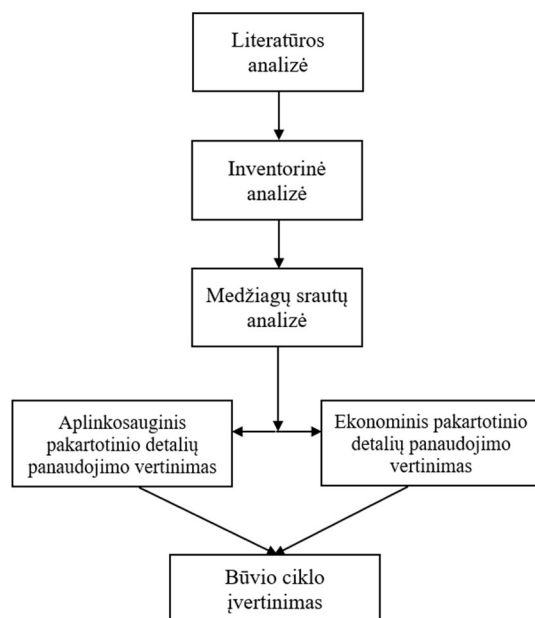 Literatūros
analizė
Inventorinė
analizė
Medžiagų srautų
analizė
Aplinkosauginis
pakartotinio detalių
panaudojimo vertinimas
Ekonominis pakartotinio
detalių panaudojimo
vertinimas
Būvio ciklo
įvertinimas